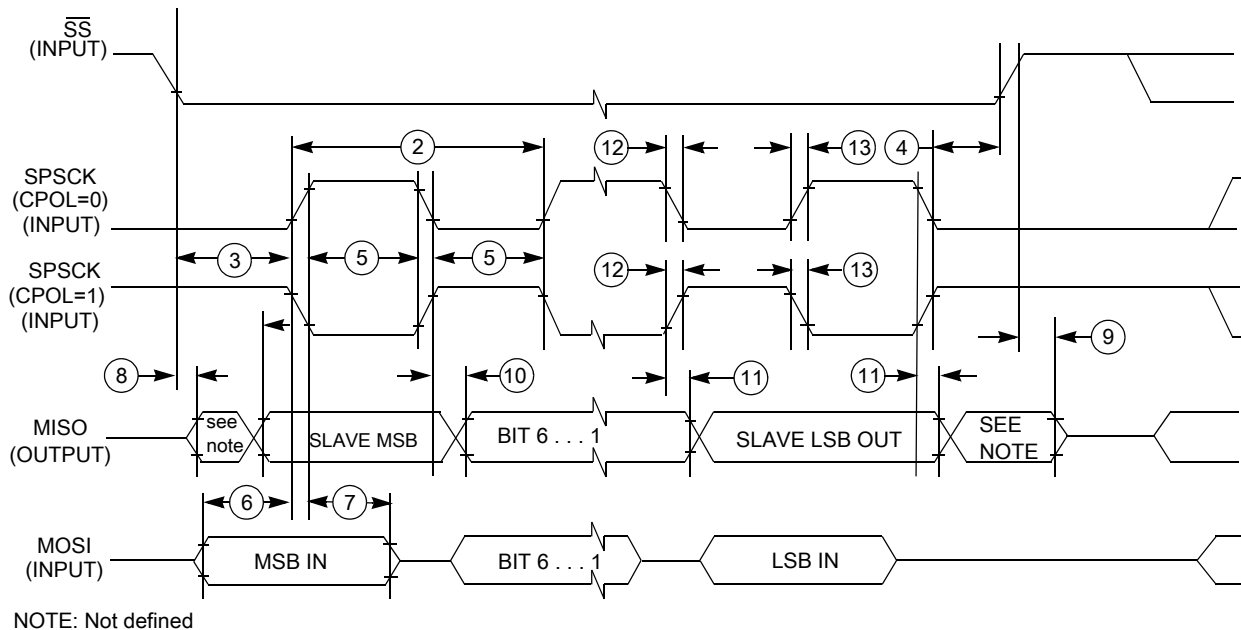 SS
(INPUT)
2
12
13
4
SPSCK
(CPOL=0)
(INPUT)
3
5
5
SPSCK
(CPOL=1)
(INPUT)
12
13
8
10
11
11
9
MISO
(OUTPUT)
see
note
SLAVE MSB
BIT 6 . . . 1
SLAVE LSB OUT
SEE
NOTE
6
7
MOSI
(INPUT)
MSB IN
BIT 6 . . . 1
LSB IN
NOTE: Not defined